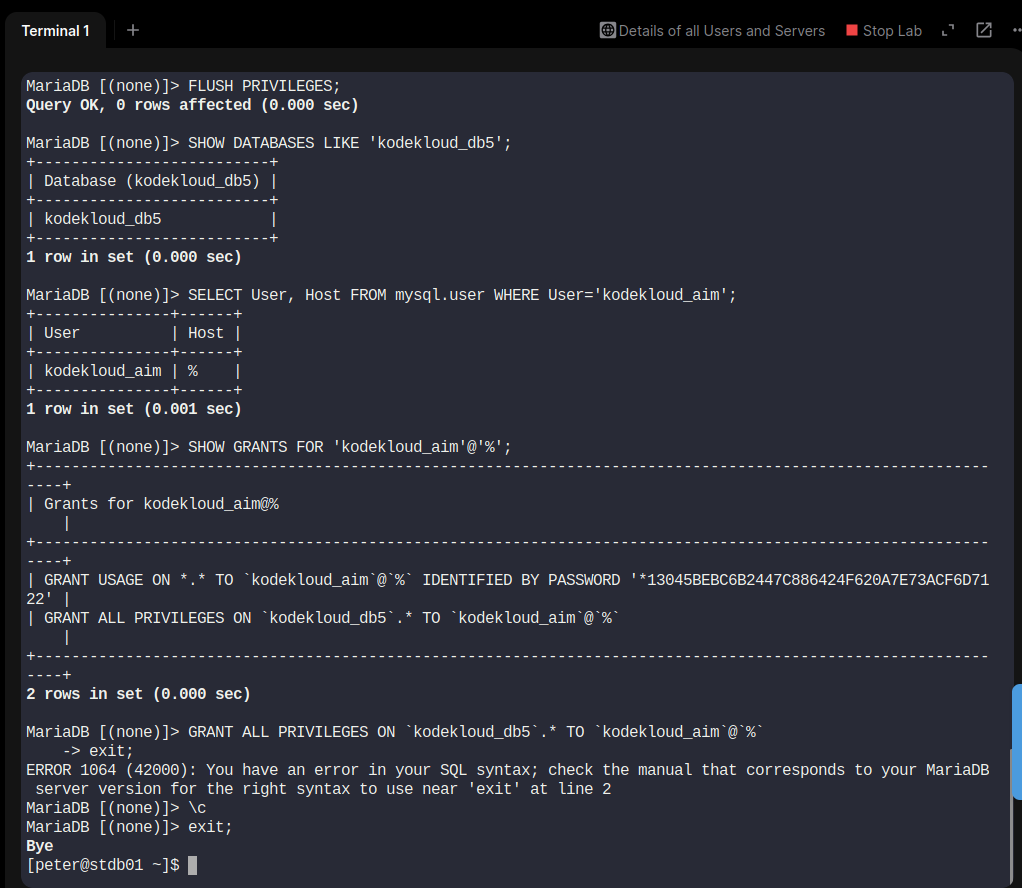 Terminal 1 + Details of all Users and Servers Stop Lab
MariaDB [(none)]> FLUSH PRIVILEGES;
Query OK, 0 rows affected (0.000 sec)
MariaDB [(none)]> SHOW DATABASES LIKE 'kodekloud_db5';
+--------------------------+
| Database (kodekloud_db5) |
+--------------------------+
| kodekloud_db5            |
+--------------------------+
1 row in set (0.000 sec)
MariaDB [(none)]> SELECT User, Host FROM mysql.user WHERE User='kodekloud_aim';
+---------------+------+
| User          | Host |
+---------------+------+
| kodekloud_aim | %    |
+---------------+------+
1 row in set (0.001 sec)
MariaDB [(none)]> SHOW GRANTS FOR 'kodekloud_aim'@'%';
+----------------------------------------------------------------------------------------------------------
----+
| Grants for kodekloud_aim@%
    |
+----------------------------------------------------------------------------------------------------------
----+
| GRANT USAGE ON *.* TO `kodekloud_aim`@`%` IDENTIFIED BY PASSWORD '*13045BEBC6B2447C886424F620A7E73ACF6D71
22' |
| GRANT ALL PRIVILEGES ON `kodekloud_db5`.* TO `kodekloud_aim`@`%`
    |
+----------------------------------------------------------------------------------------------------------
----+
2 rows in set (0.000 sec)
MariaDB [(none)]> GRANT ALL PRIVILEGES ON `kodekloud_db5`.* TO `kodekloud_aim`@`%`
    -> exit;
ERROR 1064 (42000): You have an error in your SQL syntax; check the manual that corresponds to your MariaDB
 server version for the right syntax to use near 'exit' at line 2
MariaDB [(none)]> \c
MariaDB [(none)]> exit;
Bye
[peter@stdb01 ~]$